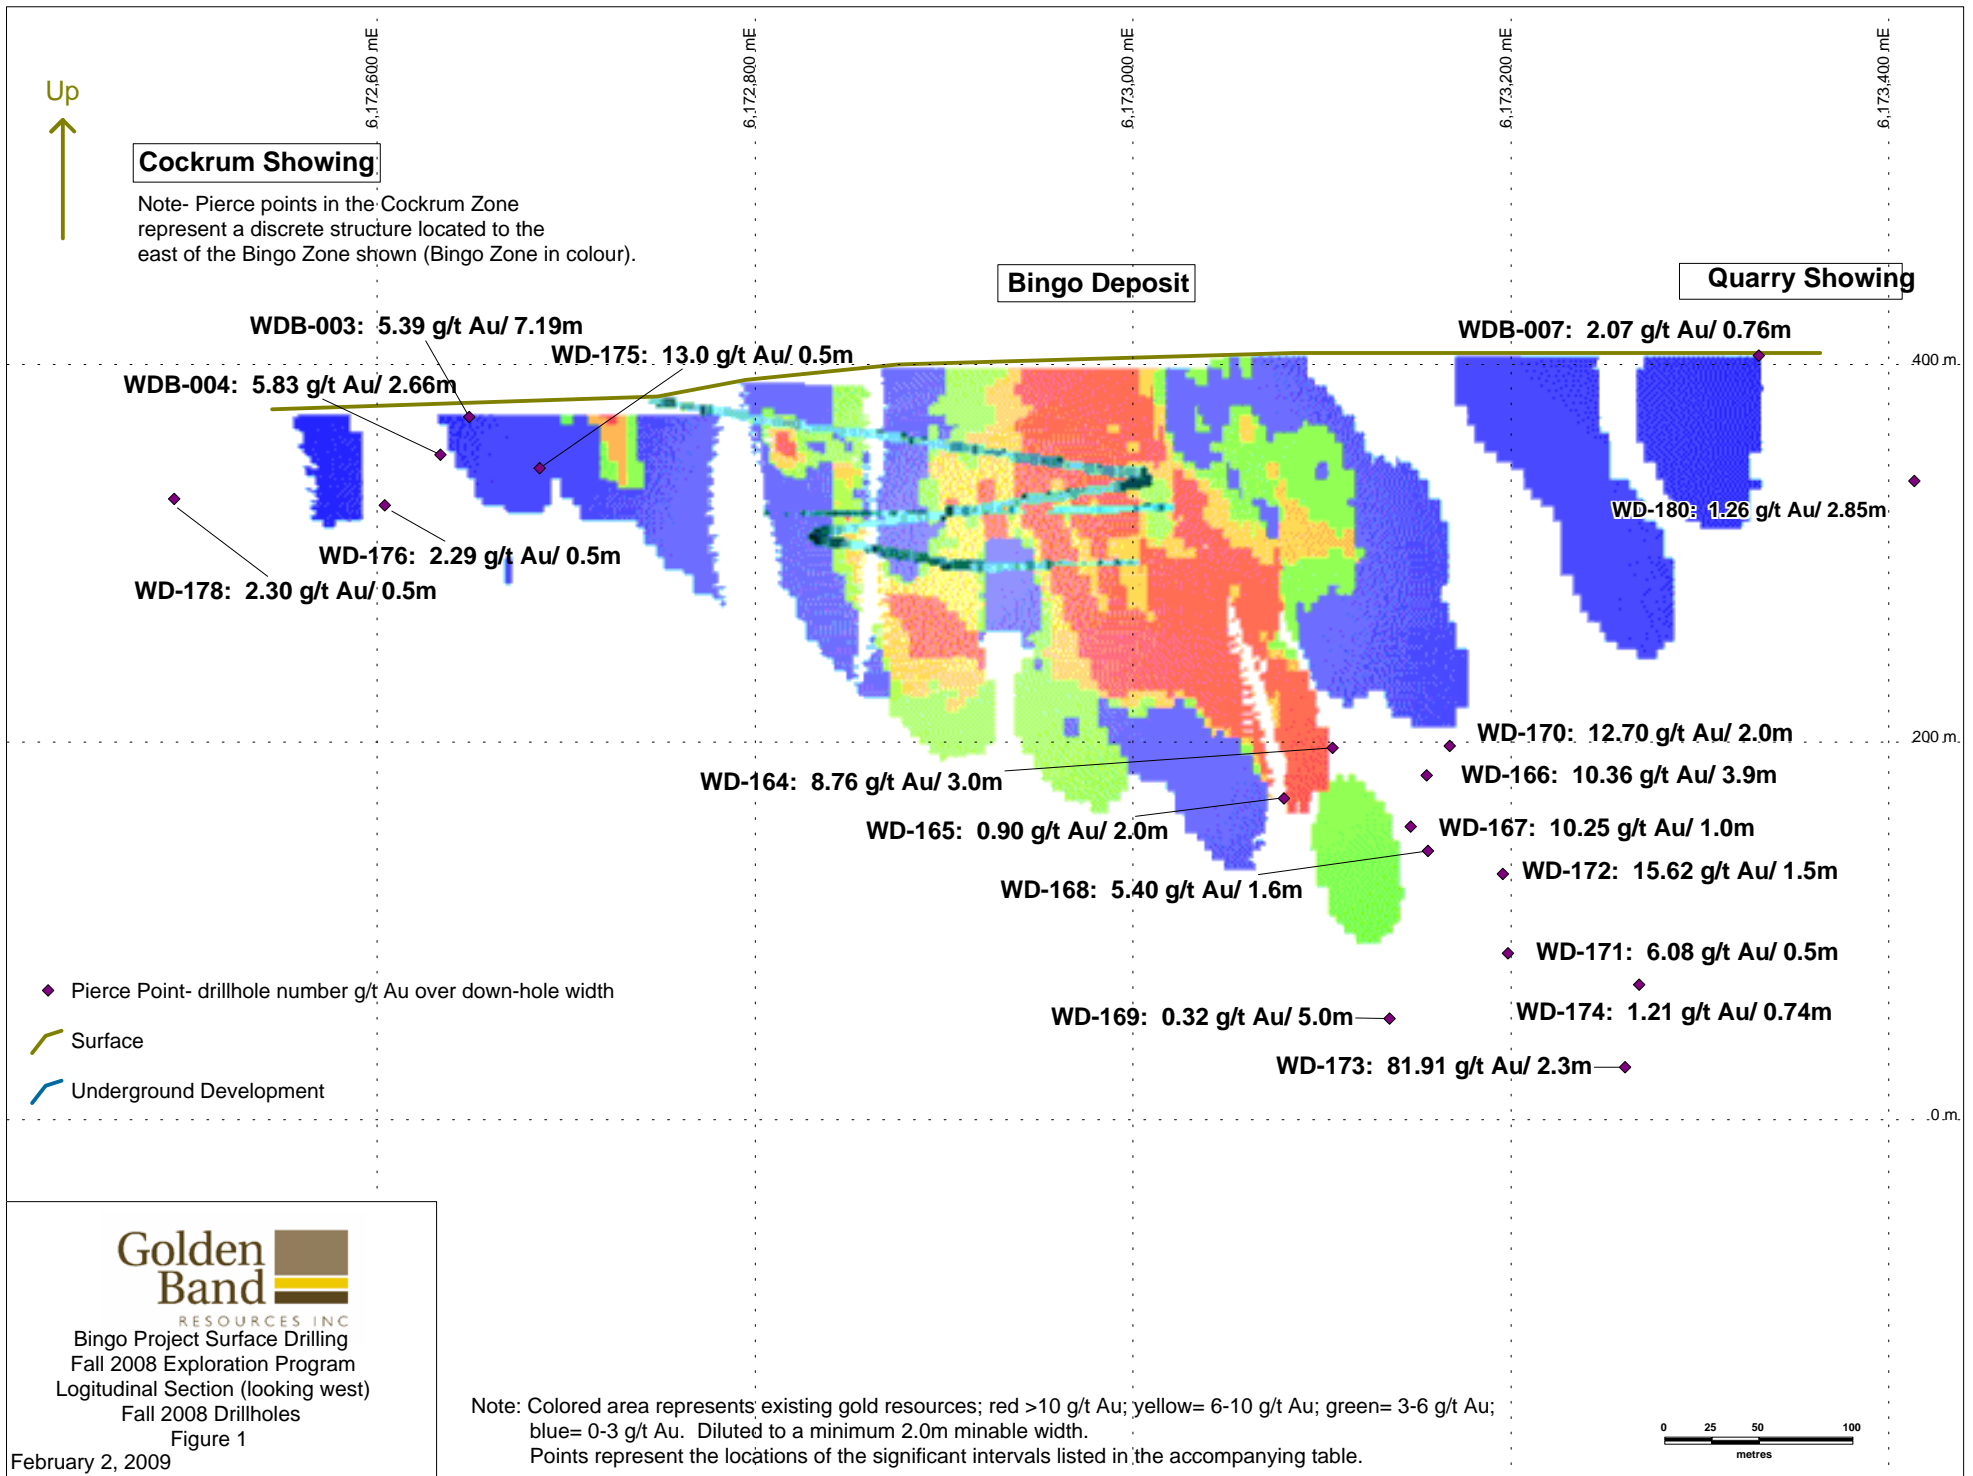 6,172,600 mE
6,172,800 mE
6,173,000 mE
6,173,200 mE
6,173,400 mE
Up
Cockrum Showing
Note- Pierce points in the Cockrum Zone
represent a discrete structure located to the
east of the Bingo Zone shown (Bingo Zone in colour).
Bingo Deposit
Quarry Showing
WDB-003: 5.39 g/t Au/ 7.19m
WD-175: 13.0 g/t Au/ 0.5m
WDB-004: 5.83 g/t Au/ 2.66m
WDB-007: 2.07 g/t Au/ 0.76m
400 m
WD-180: 1.26 g/t Au/ 2.85m
WD-176: 2.29 g/t Au/ 0.5m
WD-178: 2.30 g/t Au/ 0.5m
WD-170: 12.70 g/t Au/ 2.0m
200 m
WD-164: 8.76 g/t Au/ 3.0m
WD-166: 10.36 g/t Au/ 3.9m
WD-165: 0.90 g/t Au/ 2.0m
WD-167: 10.25 g/t Au/ 1.0m
WD-168: 5.40 g/t Au/ 1.6m
WD-172: 15.62 g/t Au/ 1.5m
WD-171: 6.08 g/t Au/ 0.5m
WD-169: 0.32 g/t Au/ 5.0m
WD-174: 1.21 g/t Au/ 0.74m
WD-173: 81.91 g/t Au/ 2.3m
0 m
Pierce Point- drillhole number g/t Au over down-hole width
Surface
Underground Development
Golden
Band
RESOURCES INC
Bingo Project Surface Drilling
Fall 2008 Exploration Program
Logitudinal Section (looking west)
Fall 2008 Drillholes
Figure 1
February 2, 2009
Note: Colored area represents existing gold resources; red >10 g/t Au; yellow= 6-10 g/t Au; green= 3-6 g/t Au;
blue= 0-3 g/t Au. Diluted to a minimum 2.0m minable width.
Points represent the locations of the significant intervals listed in the accompanying table.
0 25 50 100
metres